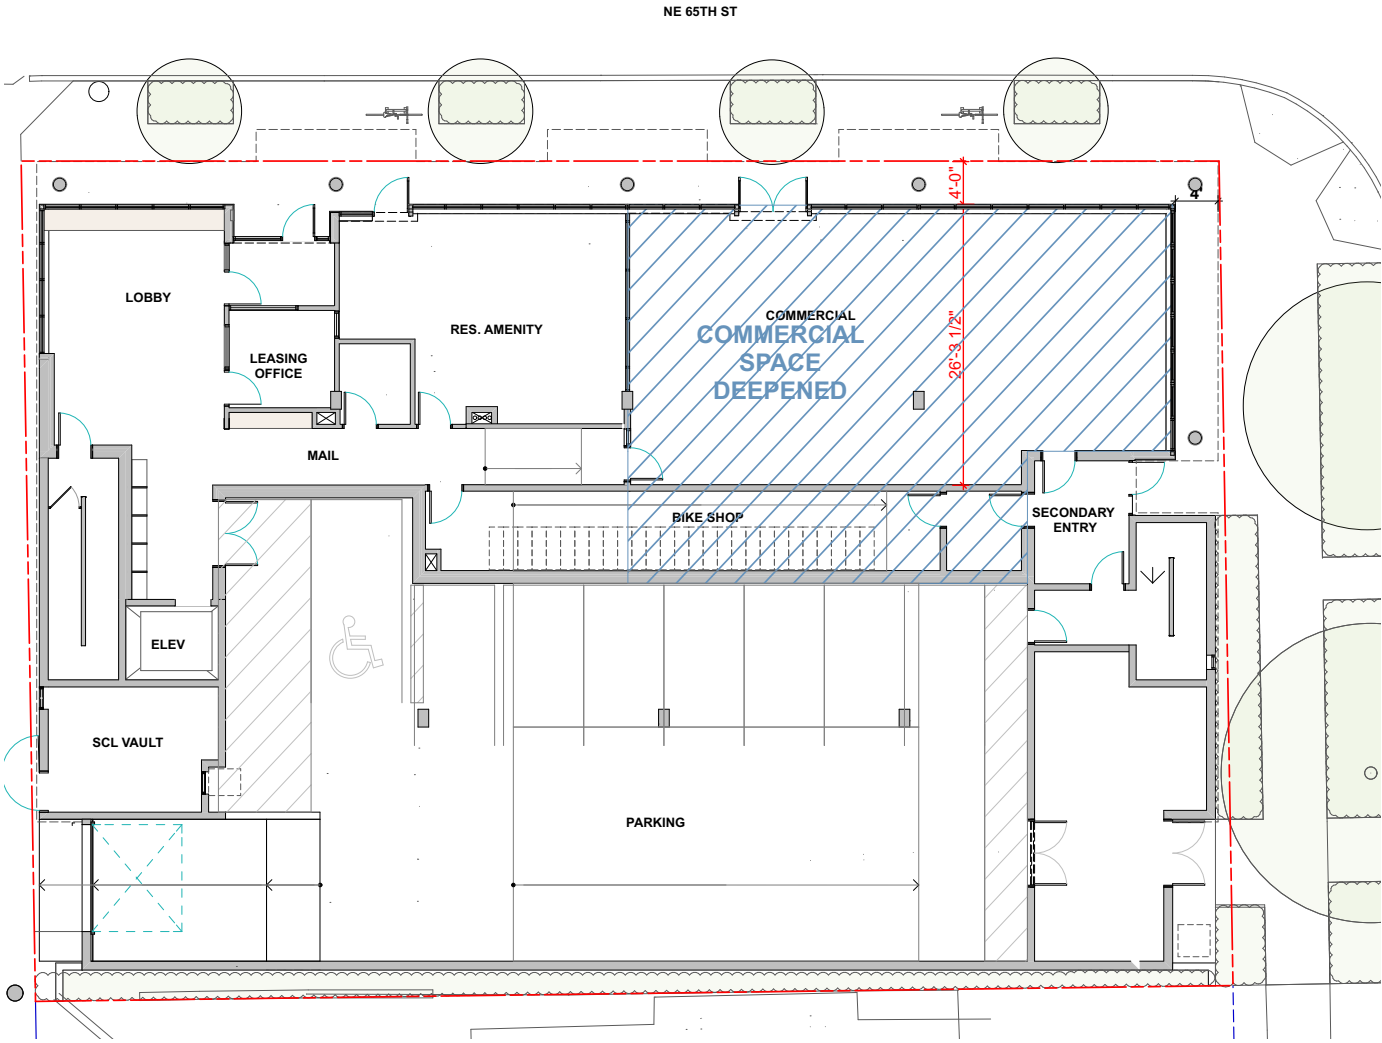 NE 65TH ST
4'-0"
4'
LOBBY
COMMERCIAL
RES. AMENITY
COMMERCIAL
SPACE
DEEPENED
26'-3 1/2"
LEASING
OFFICE
MAIL
BIKE SHOP
SECONDARY
ENTRY
ELEV
SCL VAULT
PARKING